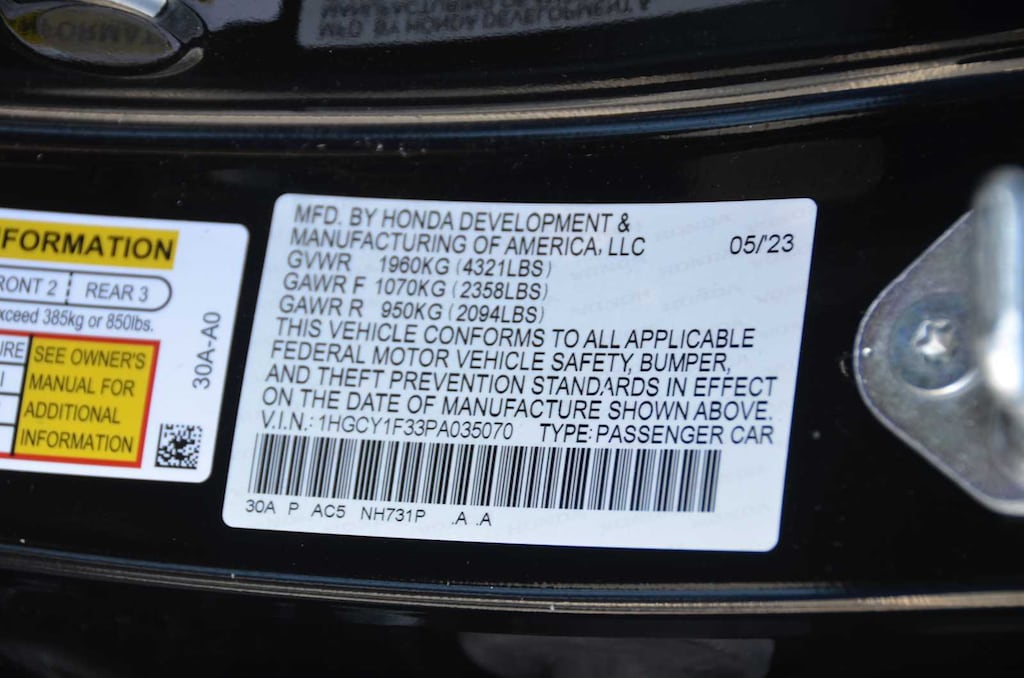 NFORMATION
RONT 2 REAR 3
xceed 385kg or 850lbs.
SEE OWNER'S
MANUAL FOR
ADDITIONAL
INFORMATION
30A-A0
MFD. BY HONDA DEVELOPMENT &
MANUFACTURING OF AMERICA, LLC 05/'23
GVWR 1960KG (4321LBS)
GAWR F 1070KG (2358LBS)
GAWR R 950KG (2094LBS)
THIS VEHICLE CONFORMS TO ALL APPLICABLE
FEDERAL MOTOR VEHICLE SAFETY, BUMPER,
AND THEFT PREVENTION STANDARDS IN EFFECT
ON THE DATE OF MANUFACTURE SHOWN ABOVE.
V.I.N.: 1HGCY1F33PA035070 TYPE: PASSENGER CAR
30A P AC5 NH731P .A .A